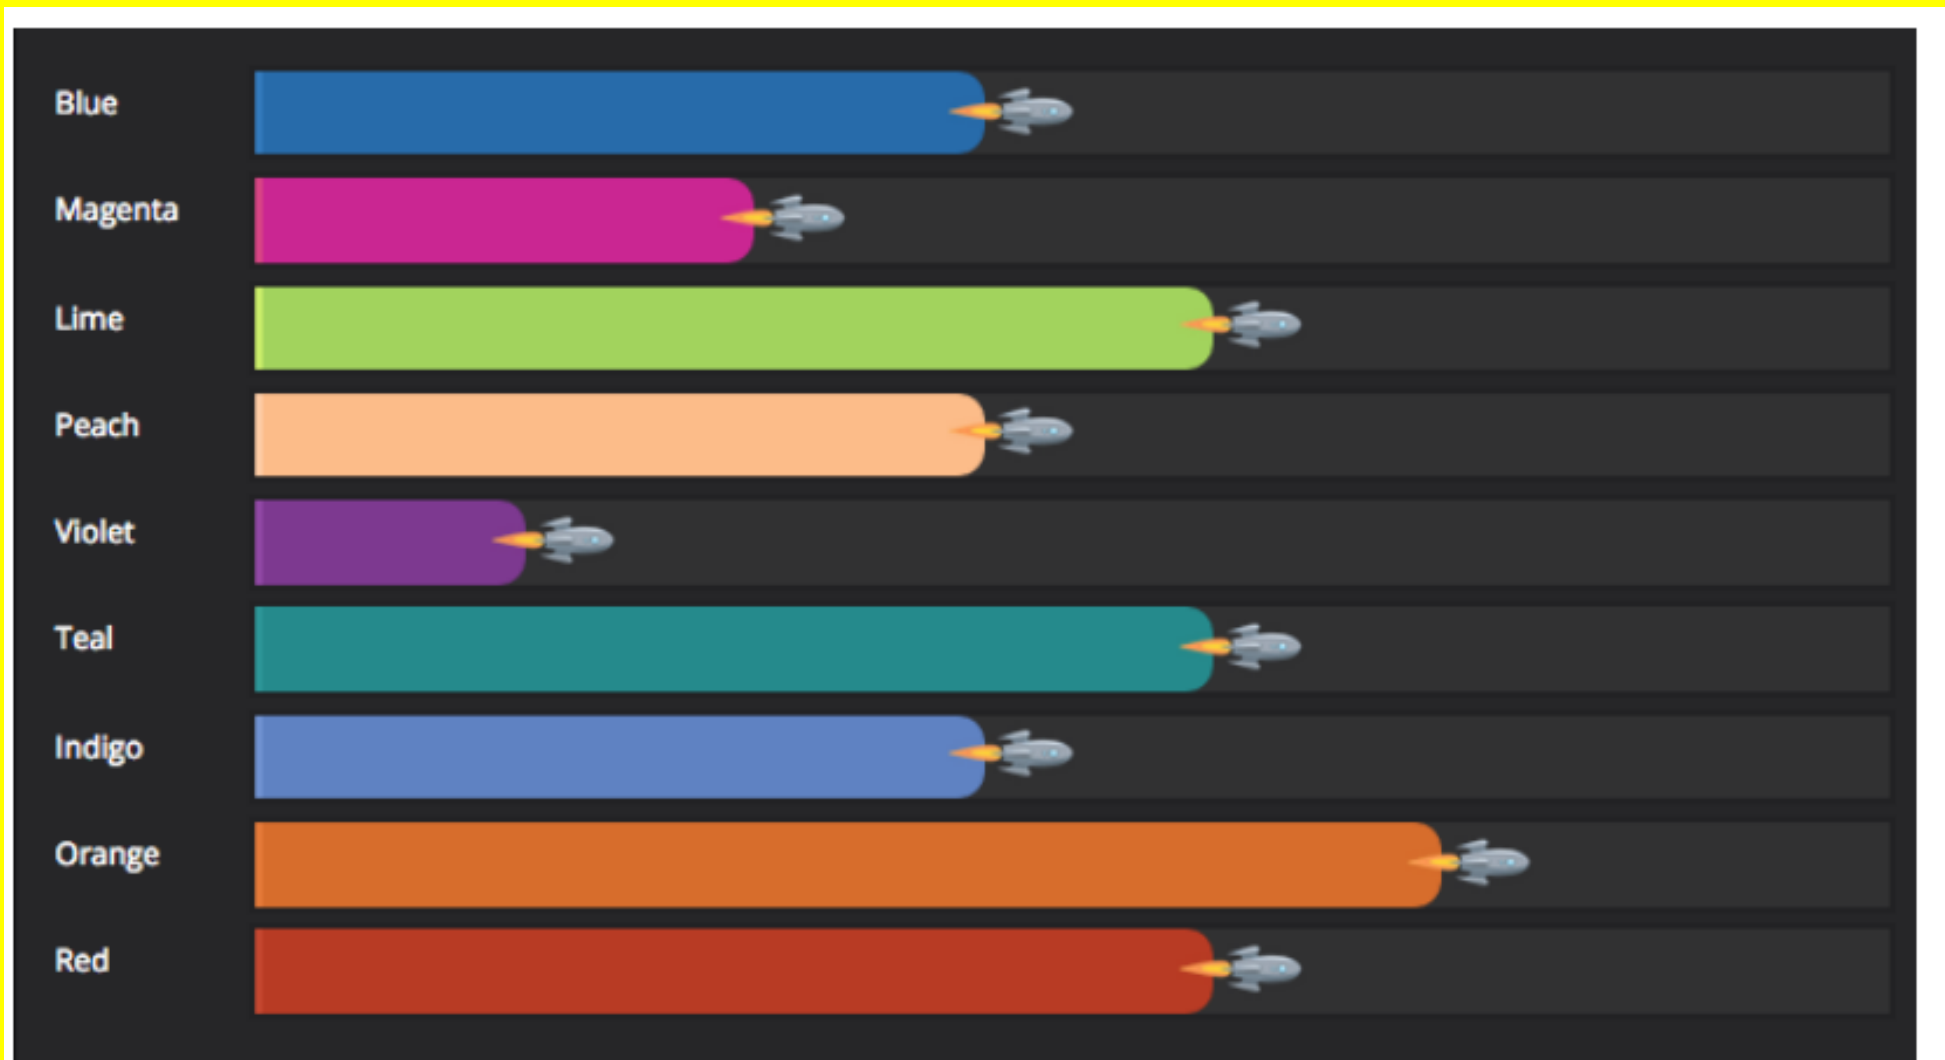 Blue
Magenta
Lime
Peach
Violet
Teal
Indigo
Orange
Red